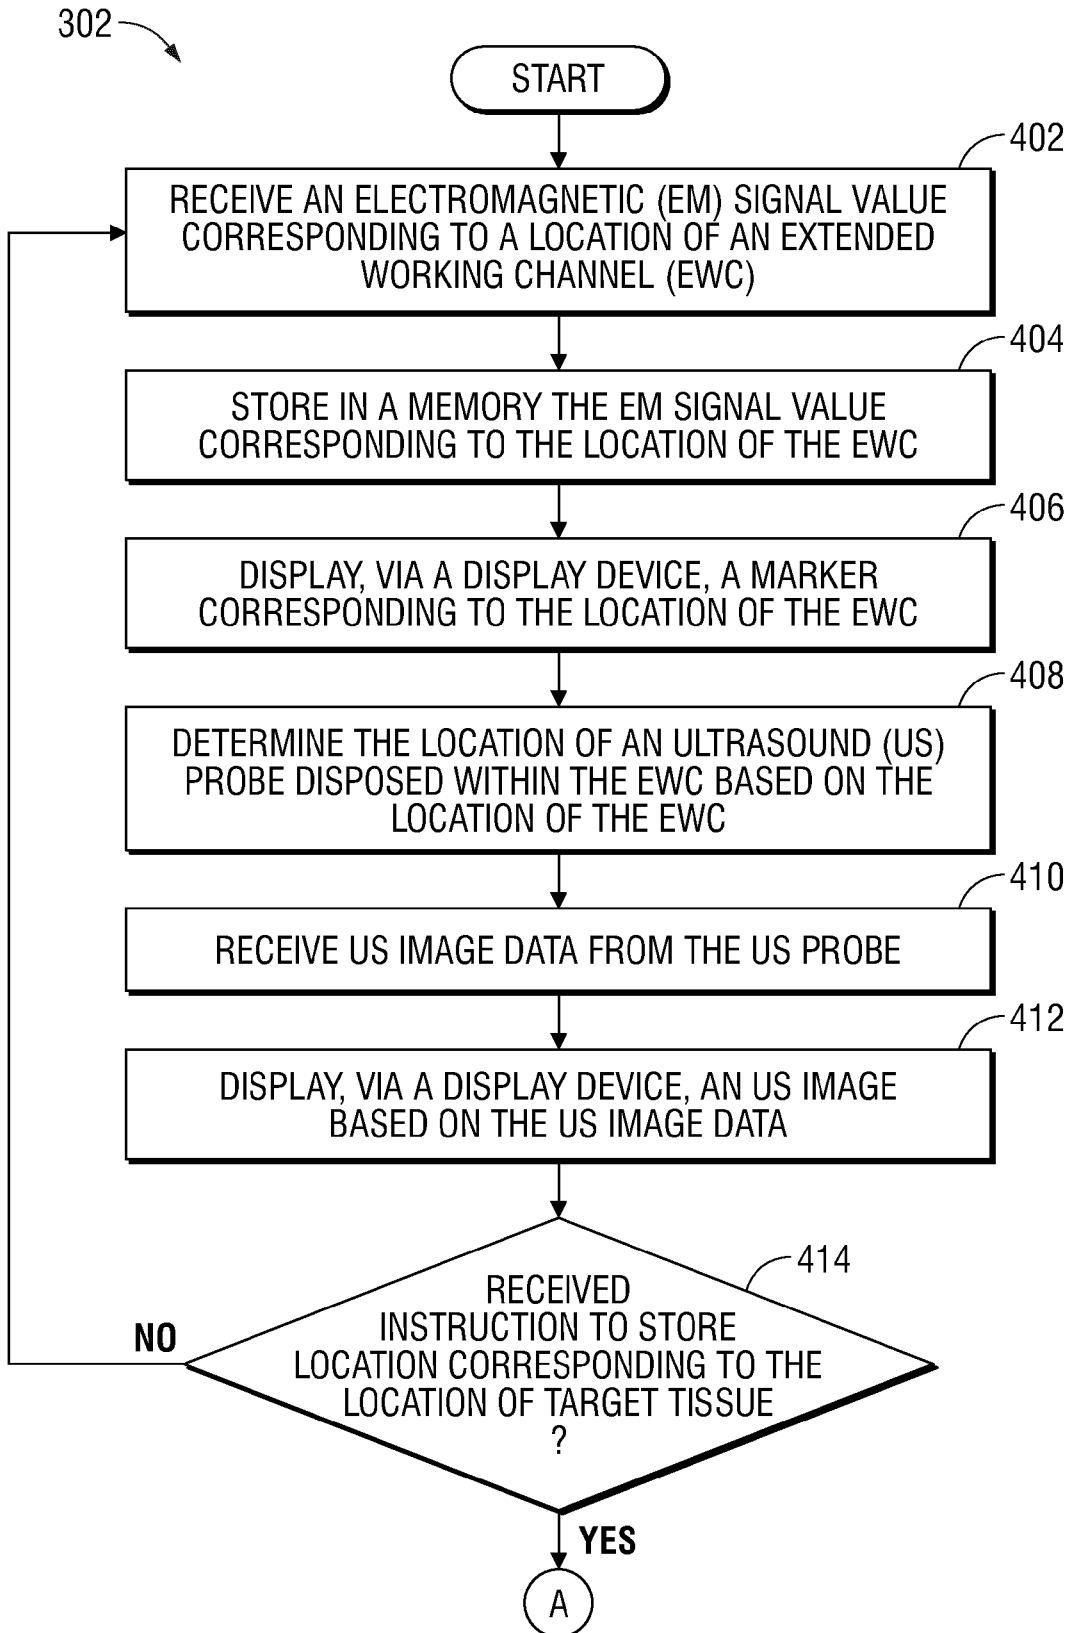 302
START
402
RECEIVE AN ELECTROMAGNETIC (EM) SIGNAL VALUE
CORRESPONDING TO A LOCATION OF AN EXTENDED
WORKING CHANNEL (EWC)
404
STORE IN A MEMORY THE EM SIGNAL VALUE
CORRESPONDING TO THE LOCATION OF THE EWC
406
DISPLAY, VIA A DISPLAY DEVICE, A MARKER
CORRESPONDING TO THE LOCATION OF THE EWC
408
DETERMINE THE LOCATION OF AN ULTRASOUND (US)
PROBE DISPOSED WITHIN THE EWC BASED ON THE
LOCATION OF THE EWC
410
RECEIVE US IMAGE DATA FROM THE US PROBE
412
DISPLAY, VIA A DISPLAY DEVICE, AN US IMAGE
BASED ON THE US IMAGE DATA
414
RECEIVED
INSTRUCTION TO STORE
LOCATION CORRESPONDING TO THE
LOCATION OF TARGET TISSUE
?
NO
YES
A